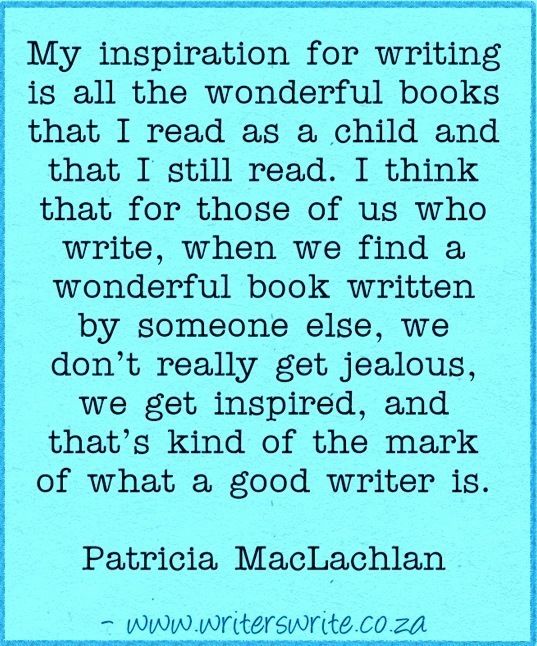 My inspiration for writing
is all the wonderful books
that I read as a child and
that I still read. I think
that for those of us who
write, when we find a
wonderful book written
by someone else, we
don’t really get jealous,
we get inspired, and
that’s kind of the mark
of what a good writer is.
Patricia MacLachlan
- www.writerswrite.co.za